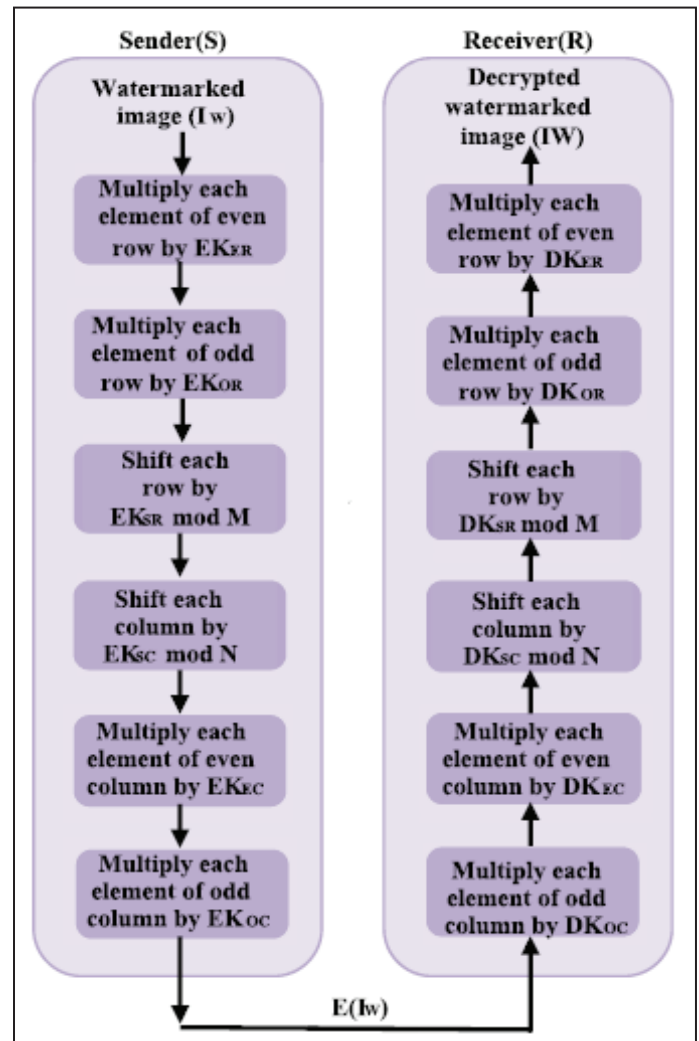 Sender(S)
Watermarked
image (Iw)
Multiply each
element of even
row by EKER
Multiply each
element of odd
row by EKOR
Shift each
row by
EKSR mod M
Shift each
column by
EKSC mod N
Multiply each
element of even
column by EKEC
Multiply each
element of odd
column by EKOC
E(Iw)
Receiver(R)
Decrypted
watermarked
image (IW)
Multiply each
element of even
row by DKER
Multiply each
element of odd
row by DKOR
Shift each
row by
DKSR mod M
Shift each
column by
DKSC mod N
Multiply each
element of even
column by DKEC
Multiply each
element of odd
column by DKOC